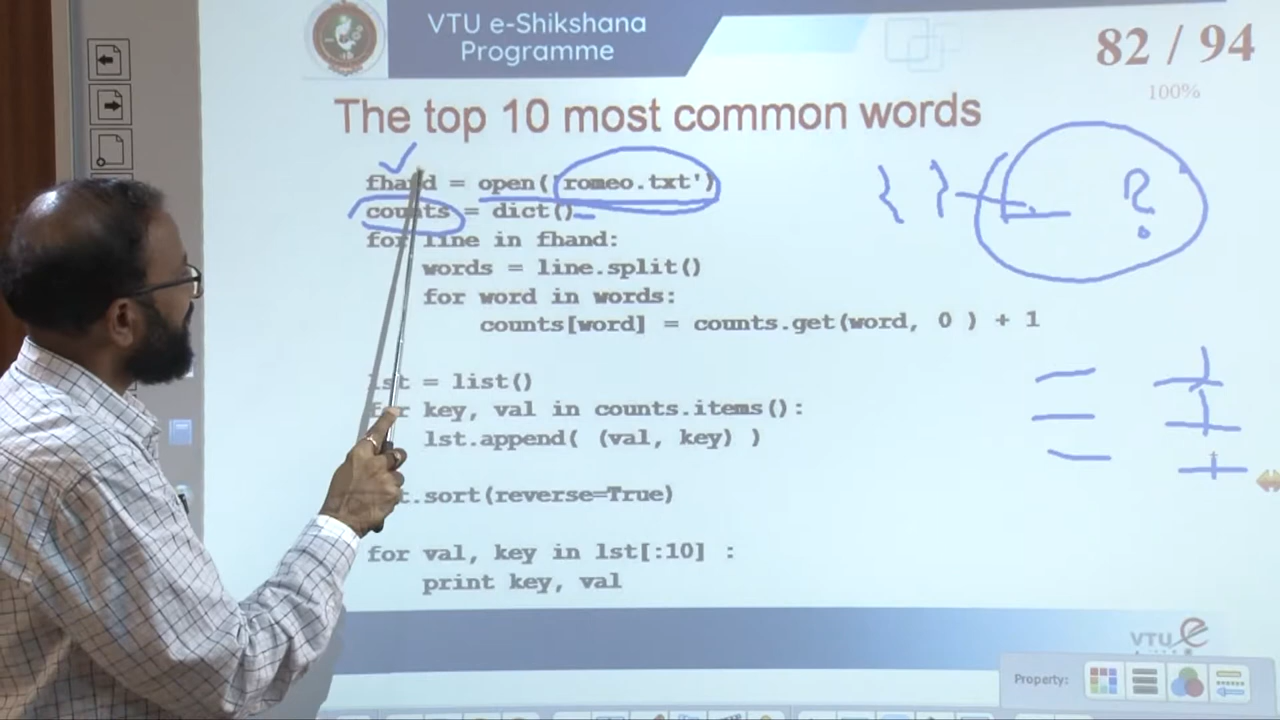 VTU e-Shikshana
Programme
82 / 94
100%
The top 10 most common words
fhand = open('romeo.txt')
counts = dict()
for line in fhand:
words = line.split()
for word in words:
counts[word] = counts.get(word, 0 ) + 1
lst = list()
for key, val in counts.items():
lst.append( (val, key) )
t.sort(reverse=True)
for val, key in lst[:10] :
print key, val
{ }
?
VTU e
Property: